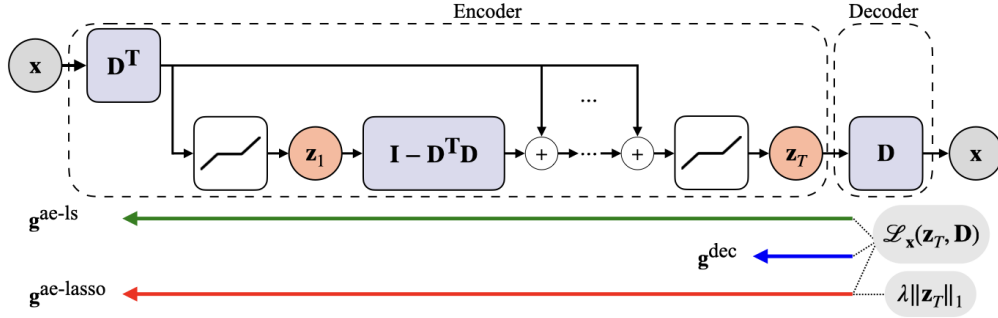 Encoder
Decoder
x
D^T
...
z_1
I − D^T D
+
...
+
z_T
D
x
g^ae-ls
ℒ_x(z_T, D)
g^dec
g^ae-lasso
λ‖z_T‖_1